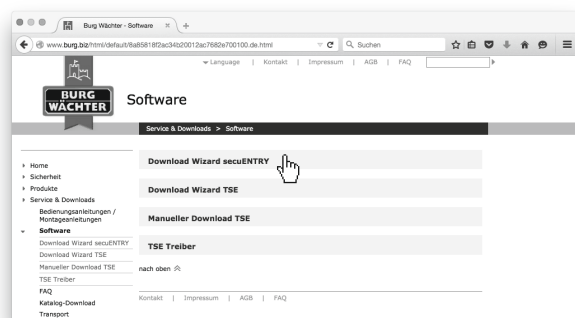 Burg Wächter - Software
www.burg.biz/html/default/8a85818f2ac34b20012ac7682e700100.de.html
Suchen
Language | Kontakt | Impressum | AGB | FAQ
BURG
WÄCHTER
Software
Service & Downloads > Software
Home
Sicherheit
Produkte
Service & Downloads
Bedienungsanleitungen /
Montageanleitungen
Software
Download Wizard secuENTRY
Download Wizard TSE
Manueller Download TSE
TSE Treiber
FAQ
Katalog-Download
Transport
Download Wizard secuENTRY
Download Wizard TSE
Manueller Download TSE
TSE Treiber
nach oben
Kontakt | Impressum | AGB | FAQ